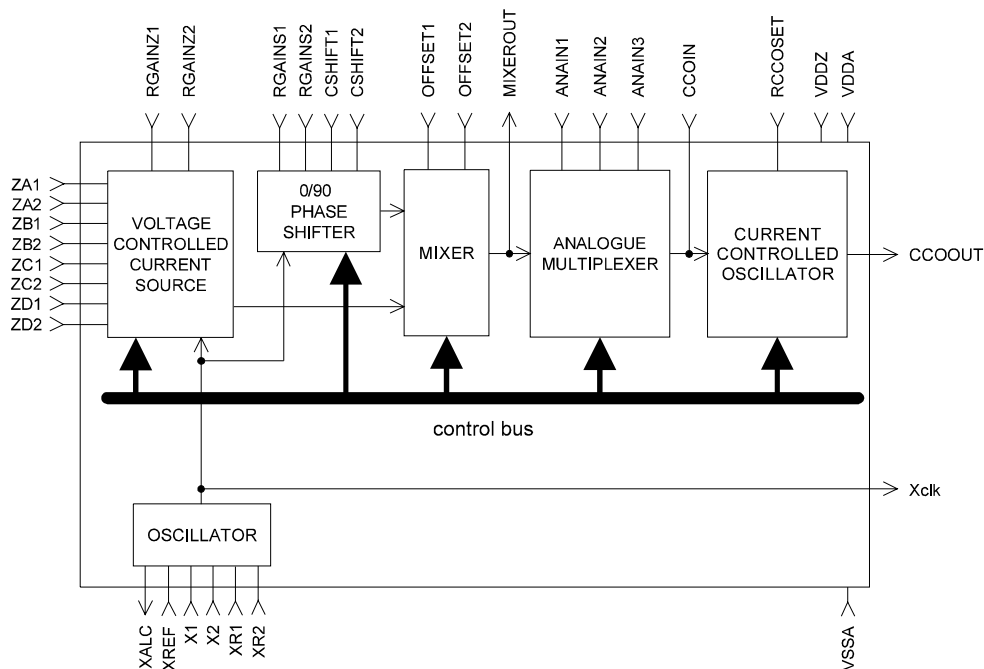 RGAINZ1
RGAINZ2
RGAINS1
RGAINS2
CSHIFT1
CSHIFT2
OFFSET1
OFFSET2
MIXEROUT
ANAIN1
ANAIN2
ANAIN3
CCOIN
RCCOSET
VDDZ
VDDA
ZA1
ZA2
ZB1
ZB2
ZC1
ZC2
ZD1
ZD2
VOLTAGE
CONTROLLED
CURRENT
SOURCE
0/90
PHASE
SHIFTER
MIXER
ANALOGUE
MULTIPLEXER
CURRENT
CONTROLLED
OSCILLATOR
CCOOUT
control bus
Xclk
OSCILLATOR
XALC
XREF
X1
X2
XR1
XR2
VSSA